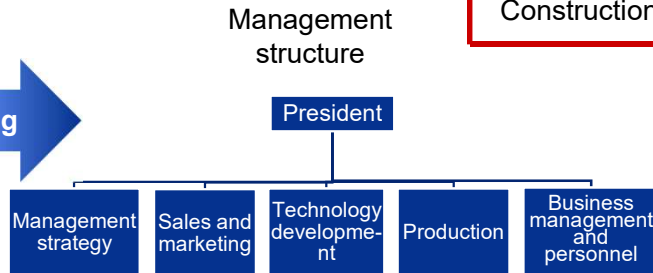 Management
structure
Construction
g
President
Management
strategy
Sales and
marketing
Technology
developme-
nt
Production
Business
management
and
personnel